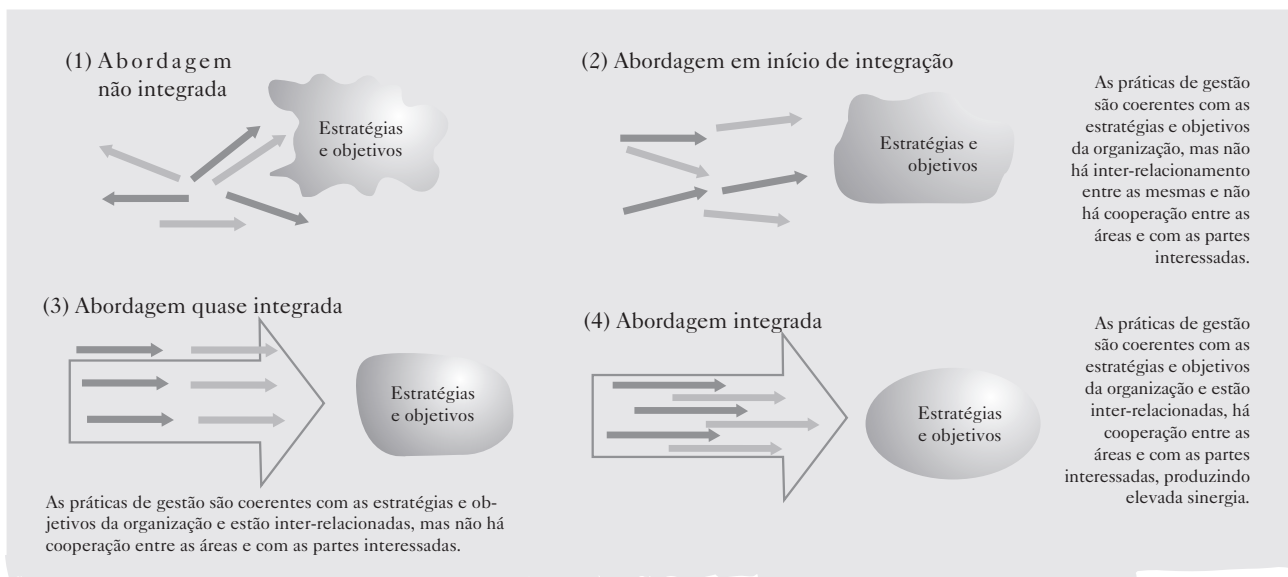 (1) Abordagem
não integrada
Estratégias
e objetivos
(2) Abordagem em início de integração
Estratégias e
objetivos
As práticas de gestão
são coerentes com as
estratégias e objetivos
da organização, mas não
há inter-relacionamento
entre as mesmas e não
há cooperação entre as
áreas e com as partes
interessadas.
(3) Abordagem quase integrada
Estratégias
e objetivos
As práticas de gestão são coerentes com as estratégias e ob-
jetivos da organização e estão inter-relacionadas, mas não há
cooperação entre as áreas e com as partes interessadas.
(4) Abordagem integrada
Estratégias
e objetivos
As práticas de gestão
são coerentes com as
estratégias e objetivos
da organização e estão
inter-relacionadas, há
cooperação entre as
áreas e com as partes
interessadas, produzindo
elevada sinergia.